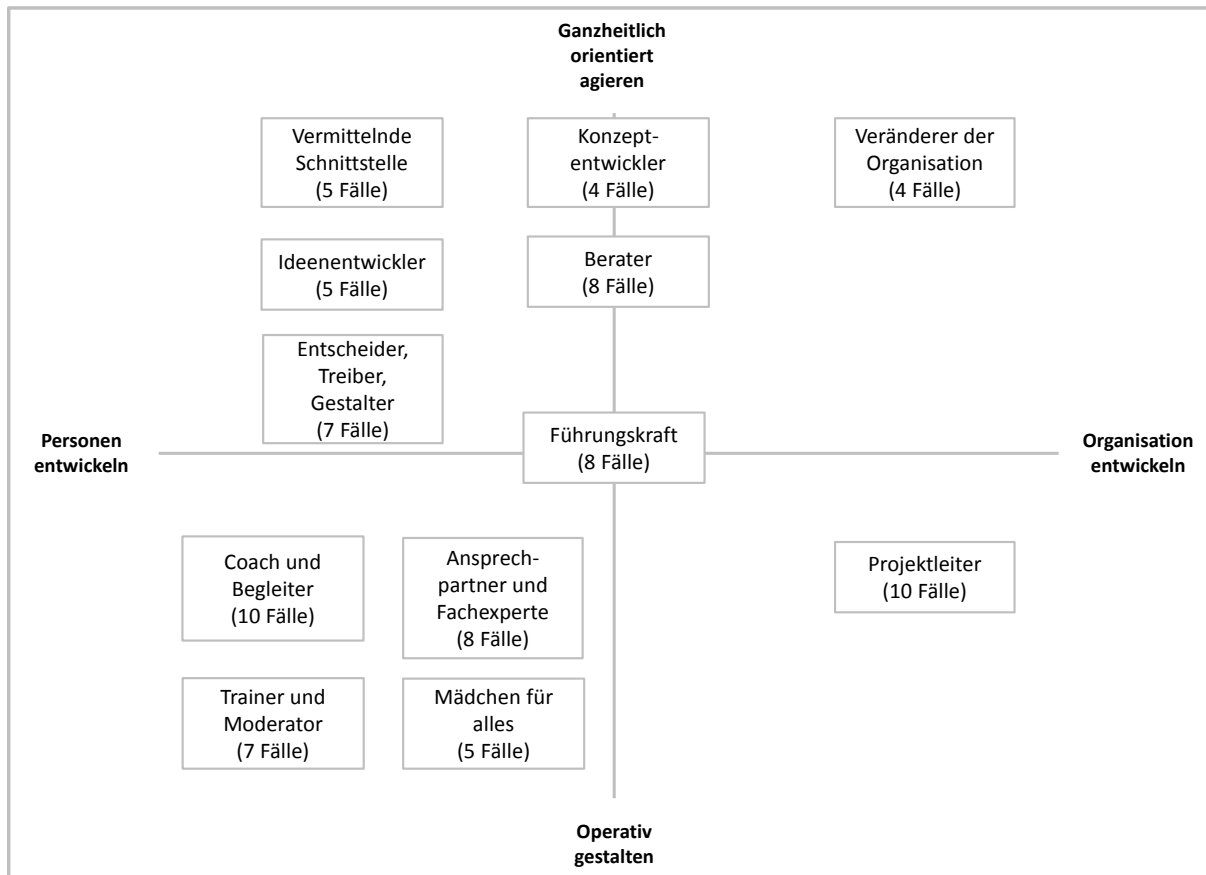 Ganzheitlich
orientiert
agieren
Vermittelnde
Schnittstelle
(5 Fälle)
Konzept-
entwickler
(4 Fälle)
Veränderer der
Organisation
(4 Fälle)
Ideenentwickler
(5 Fälle)
Berater
(8 Fälle)
Entscheider,
Treiber,
Gestalter
(7 Fälle)
Personen
entwickeln
Führungskraft
(8 Fälle)
Organisation
entwickeln
Coach und
Begleiter
(10 Fälle)
Ansprech-
partner und
Fachexperte
(8 Fälle)
Projektleiter
(10 Fälle)
Trainer und
Moderator
(7 Fälle)
Mädchen für
alles
(5 Fälle)
Operativ
gestalten